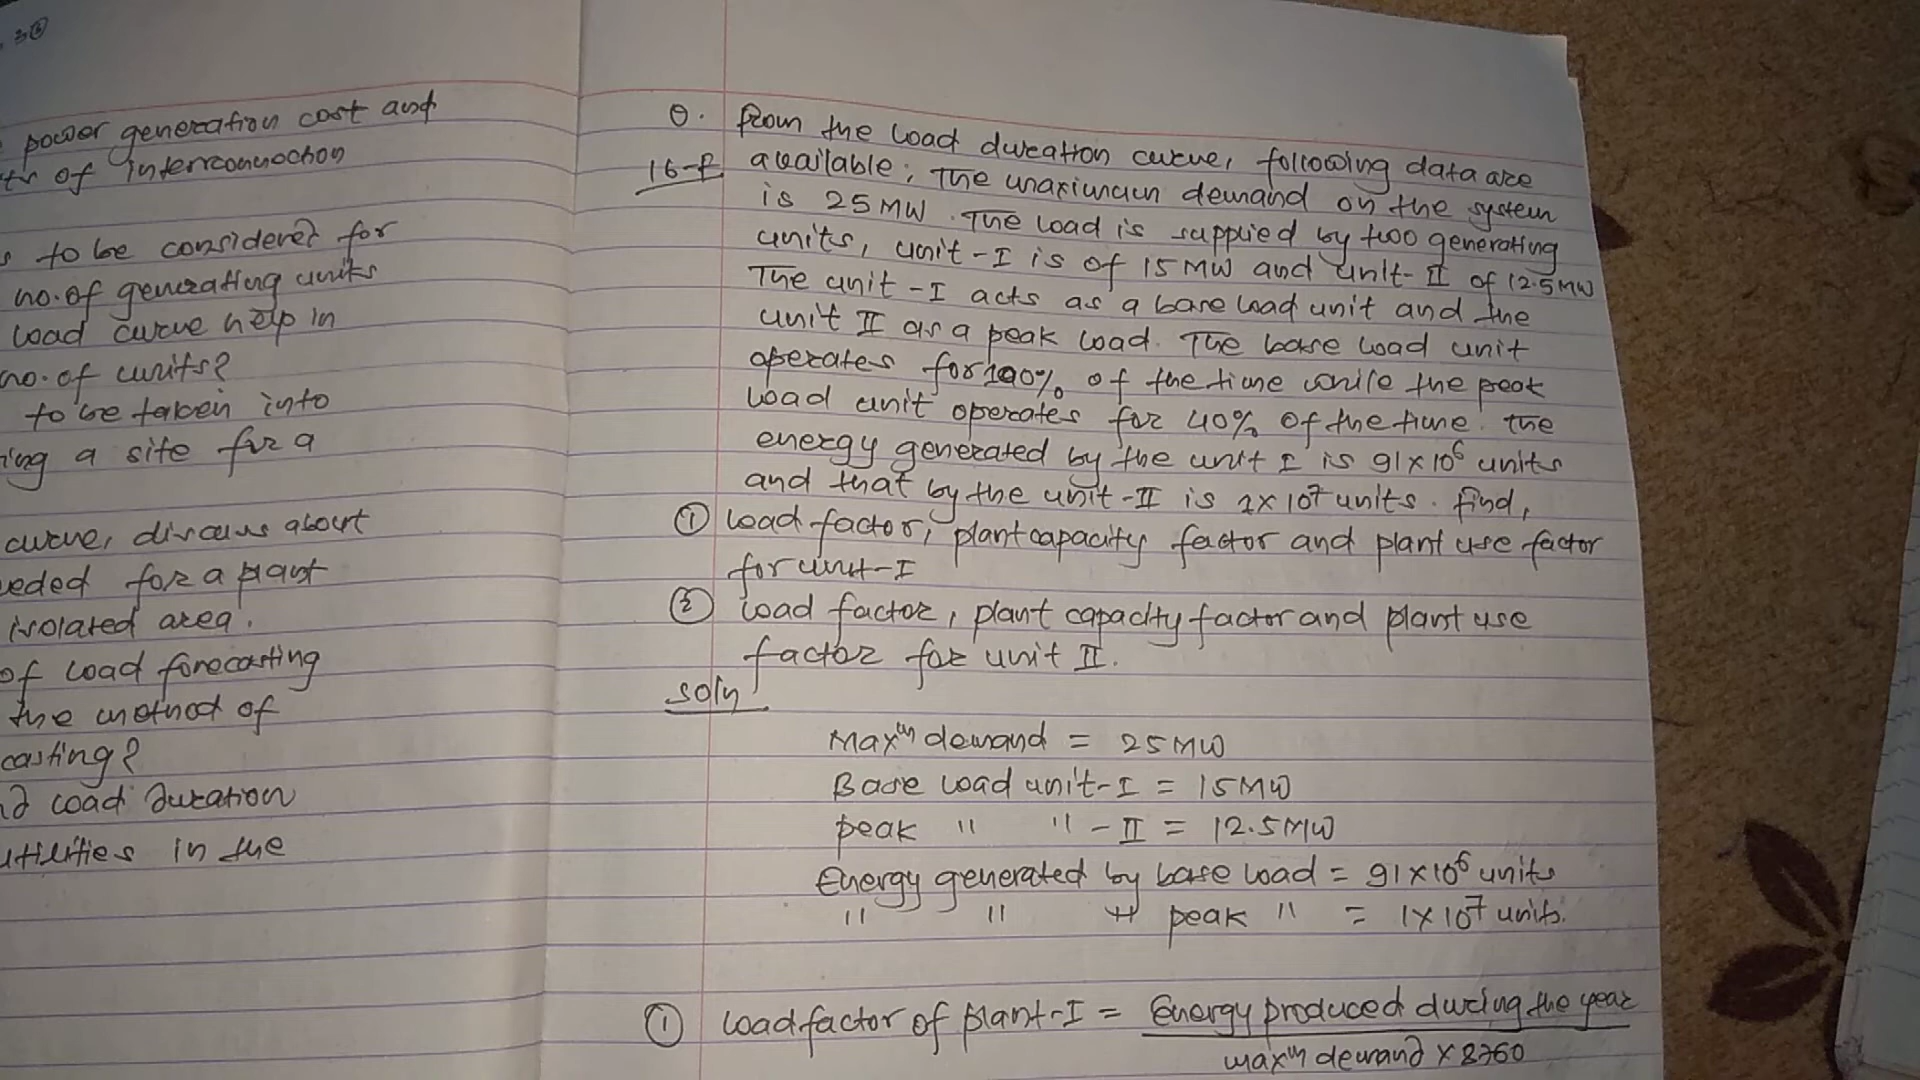 power generation cost and
of interconnection
to be considered for
no. of generating units
load curve help in
no. of units?
to be taken into
a site for a
curve, discuss about
for a plant
isolated area.
of load forecasting
the method of
casting?
load duration
in the
Q. from the load duration curve, following data are
16-P available; The maximum demand on the system
is 25 MW. The load is supplied by two generating
units, unit-I is of 15 MW and unit-II of 12.5 MW
The unit-I acts as a base load unit and the
unit II as a peak load. The base load unit
operates for 100% of the time while the peak
load unit operates for 40% of the time. The
energy generated by the unit I is 91×10⁶ units
and that by the unit-II is 1×10⁷ units. find,
① load factor, plant capacity factor and plant use factor
for unit-I
② load factor, plant capacity factor and plant use
factor for unit II.
soln
Maxᵐ demand = 25 MW
Base load unit-I = 15 MW
peak " " - II = 12.5 MW
Energy generated by base load = 91×10⁶ units
" " " peak " = 1×10⁷ units.
① load factor of plant-I = Energy produced during the year
maxᵐ demand × 8760